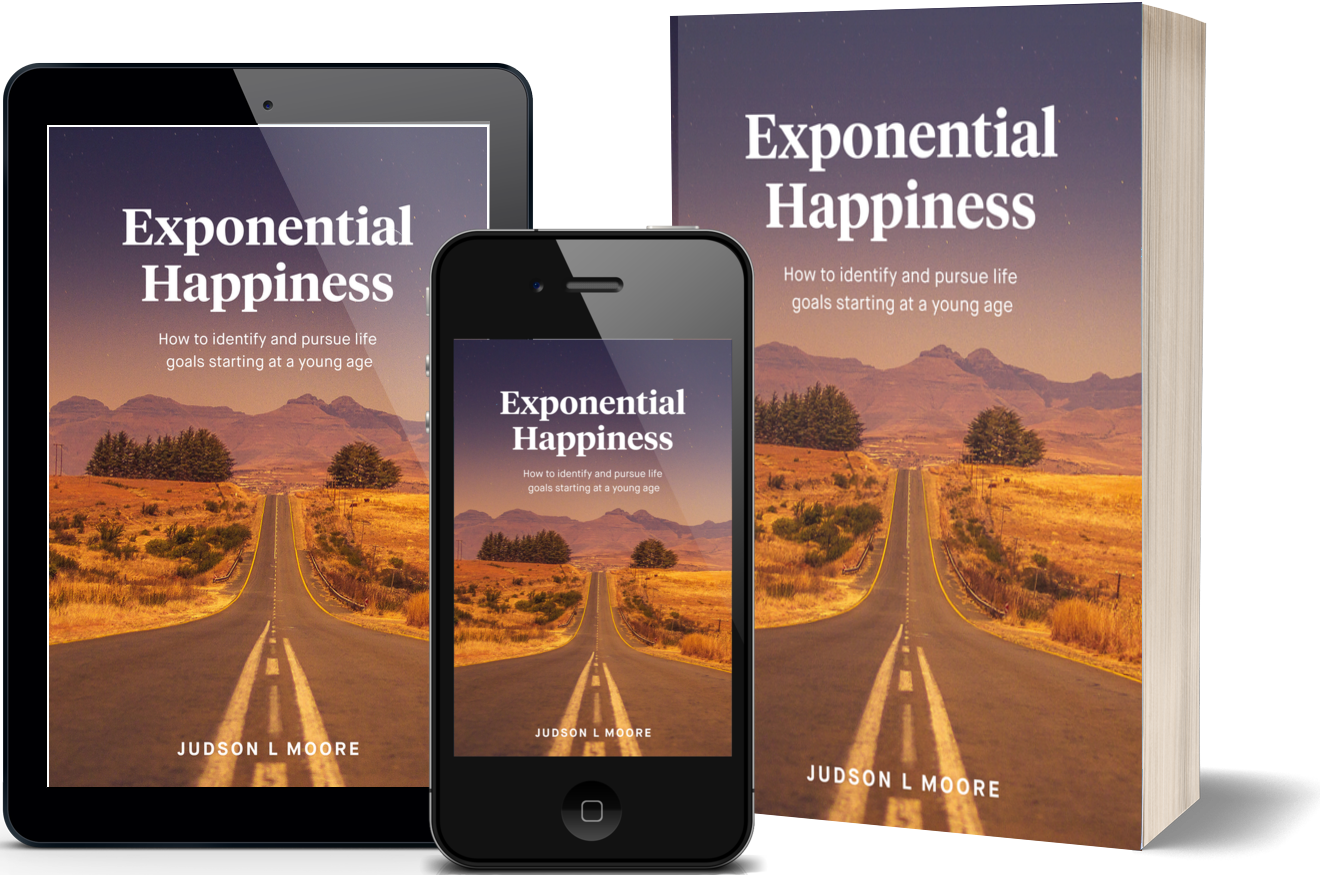 Exponential
Happiness
How to identify and pursue life
goals starting at a young age
JUDSON L MOORE
Exponential
Happiness
How to identify and pursue life
goals starting at a young age
JUDSON L MOORE
Exponential
Happiness
How to identify and pursue life
goals starting at a young age
JUDSON L MOORE